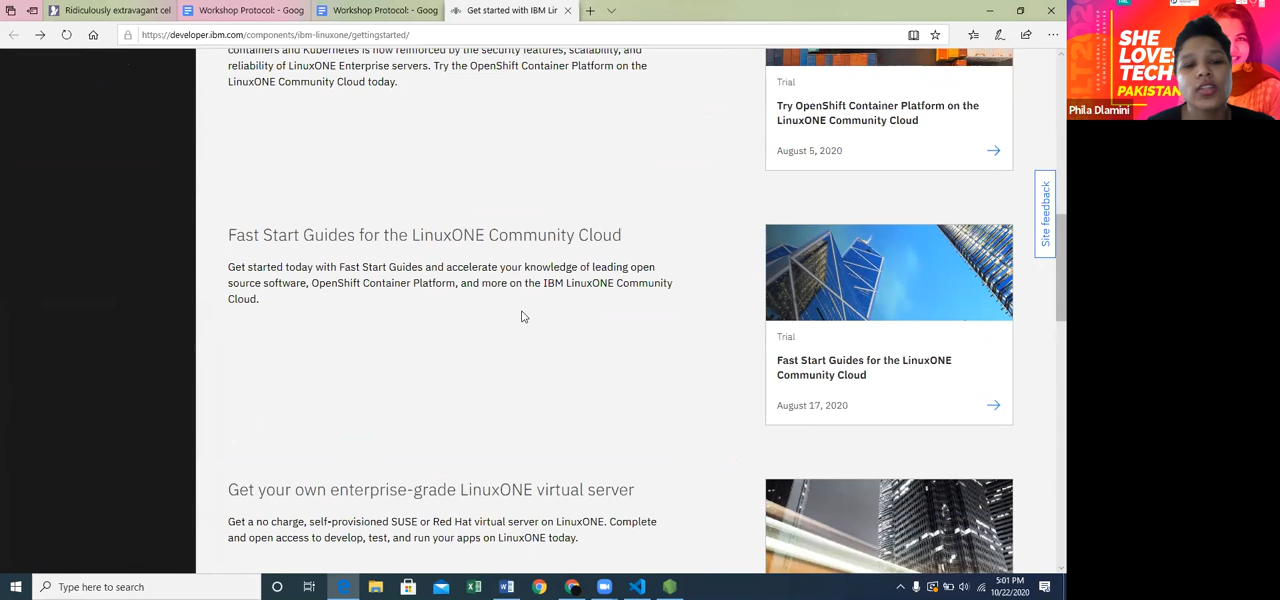 Ridiculously extravagant cel
Workshop Protocol: - Goog
Workshop Protocol: - Goog
Get started with IBM Lin
https://developer.ibm.com/components/ibm-linuxone/gettingstarted/
containers and Kubernetes is now reinforced by the security features, scalability, and
reliability of LinuxONE Enterprise servers. Try the OpenShift Container Platform on the
LinuxONE Community Cloud today.
Trial
Try OpenShift Container Platform on the
LinuxONE Community Cloud
August 5, 2020
Site feedback
Fast Start Guides for the LinuxONE Community Cloud
Get started today with Fast Start Guides and accelerate your knowledge of leading open
source software, OpenShift Container Platform, and more on the IBM LinuxONE Community
Cloud.
Trial
Fast Start Guides for the LinuxONE
Community Cloud
August 17, 2020
Get your own enterprise-grade LinuxONE virtual server
Get a no charge, self-provisioned SUSE or Red Hat virtual server on LinuxONE. Complete
and open access to develop, test, and run your apps on LinuxONE today.
SHE
LOVES
TECH
PAKISTAN
Phila Dlamini
Type here to search
5:01 PM
10/22/2020